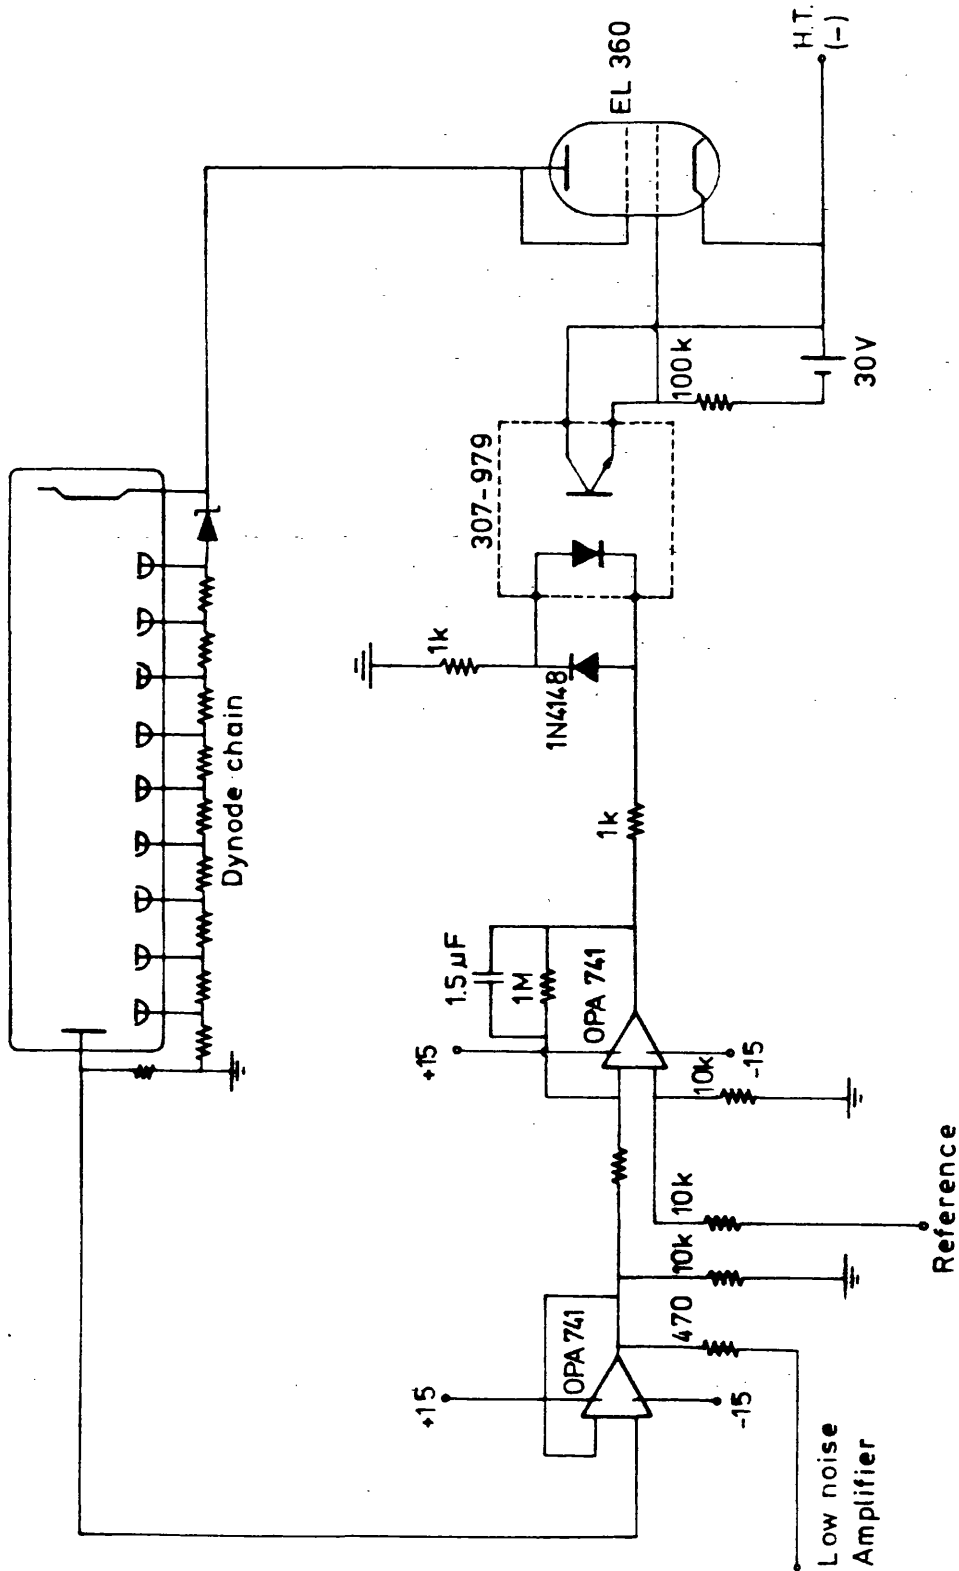 Dynode chain
EL 360
H.T.
(-)
307-979
100k
30V
1k
1N4148
1k
1.5µF
1M
OPA 741
+15
-15
10k
10k
Reference
10k
470
OPA 741
+15
-15
Low noise
Amplifier